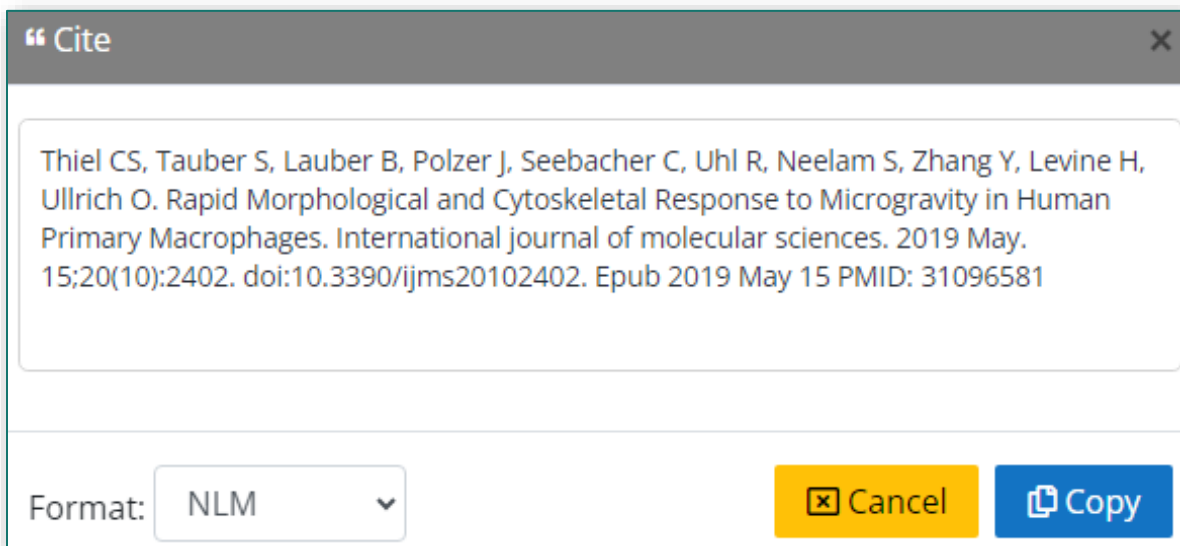 ❝ Cite ×
Thiel CS, Tauber S, Lauber B, Polzer J, Seebacher C, Uhl R, Neelam S, Zhang Y, Levine H,
Ullrich O. Rapid Morphological and Cytoskeletal Response to Microgravity in Human
Primary Macrophages. International journal of molecular sciences. 2019 May.
15;20(10):2402. doi:10.3390/ijms20102402. Epub 2019 May 15 PMID: 31096581
Format: NLM Cancel Copy